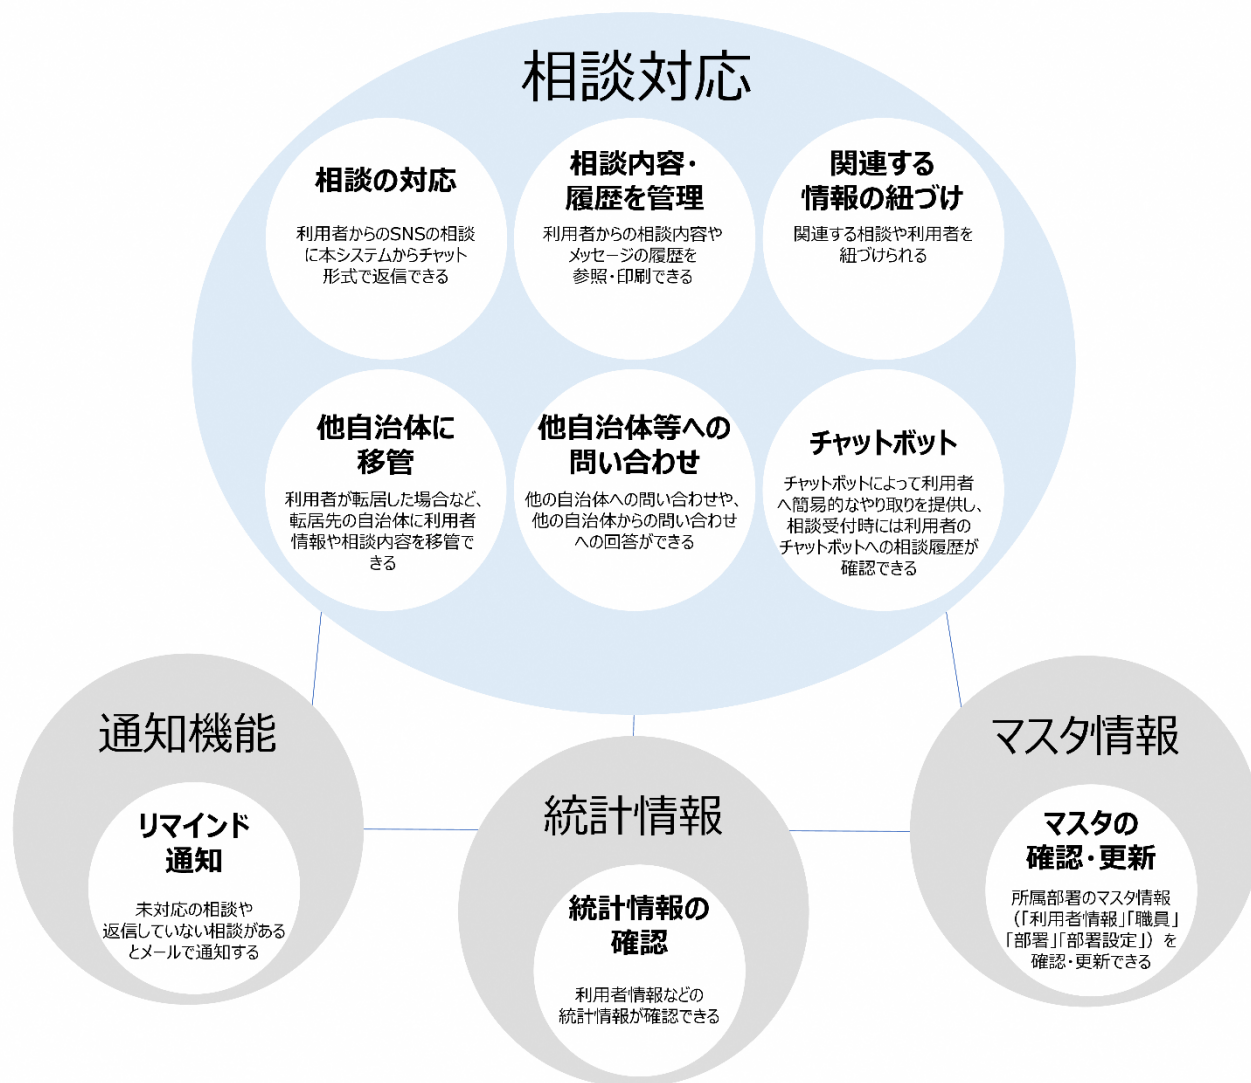 相談対応
相談の対応
利用者からのSNSの相談
に本システムからチャット
形式で返信できる
相談内容・
履歴を管理
利用者からの相談内容や
メッセージの履歴を
参照・印刷できる
関連する
情報の紐づけ
関連する相談や利用者を
紐づけられる
他自治体に
移管
利用者が転居した場合など、
転居先の自治体に利用者
情報や相談内容を移管で
きる
他自治体等への
問い合わせ
他の自治体への問い合わせや、
他の自治体からの問い合わせ
への回答ができる
チャットボット
チャットボットによって利用者
へ簡易的なやり取りを提供し、
相談受付時には利用者の
チャットボットへの相談履歴が
確認できる
通知機能
リマインド
通知
未対応の相談や
返信していない相談がある
とメールで通知する
統計情報
統計情報の
確認
利用者情報などの
統計情報が確認できる
マスタ情報
マスタの
確認・更新
所属部署のマスタ情報
(「利用者情報」「職員」
「部署」「部署設定」)を
確認・更新できる